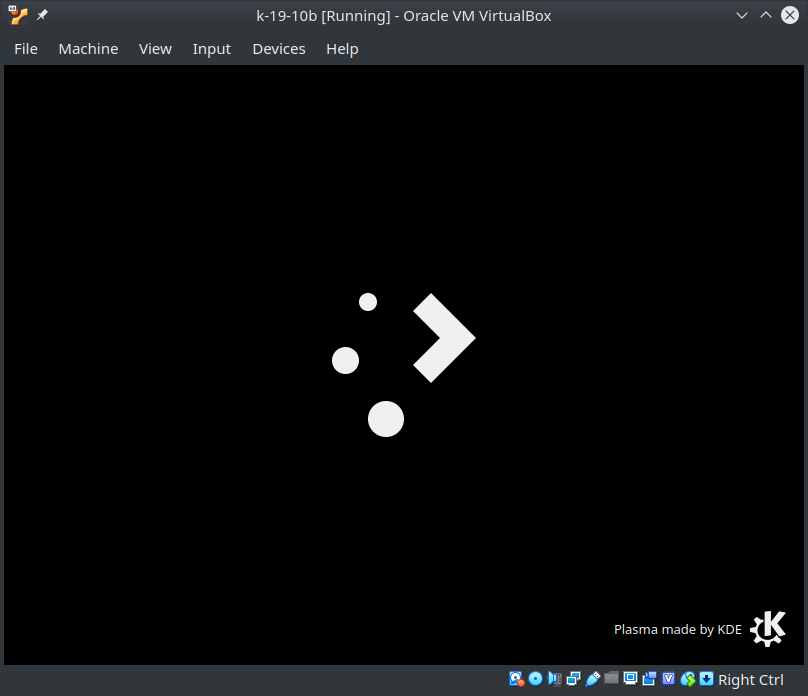 k-19-10b [Running] - Oracle VM VirtualBox
File Machine View Input Devices Help
Plasma made by KDE
Right Ctrl